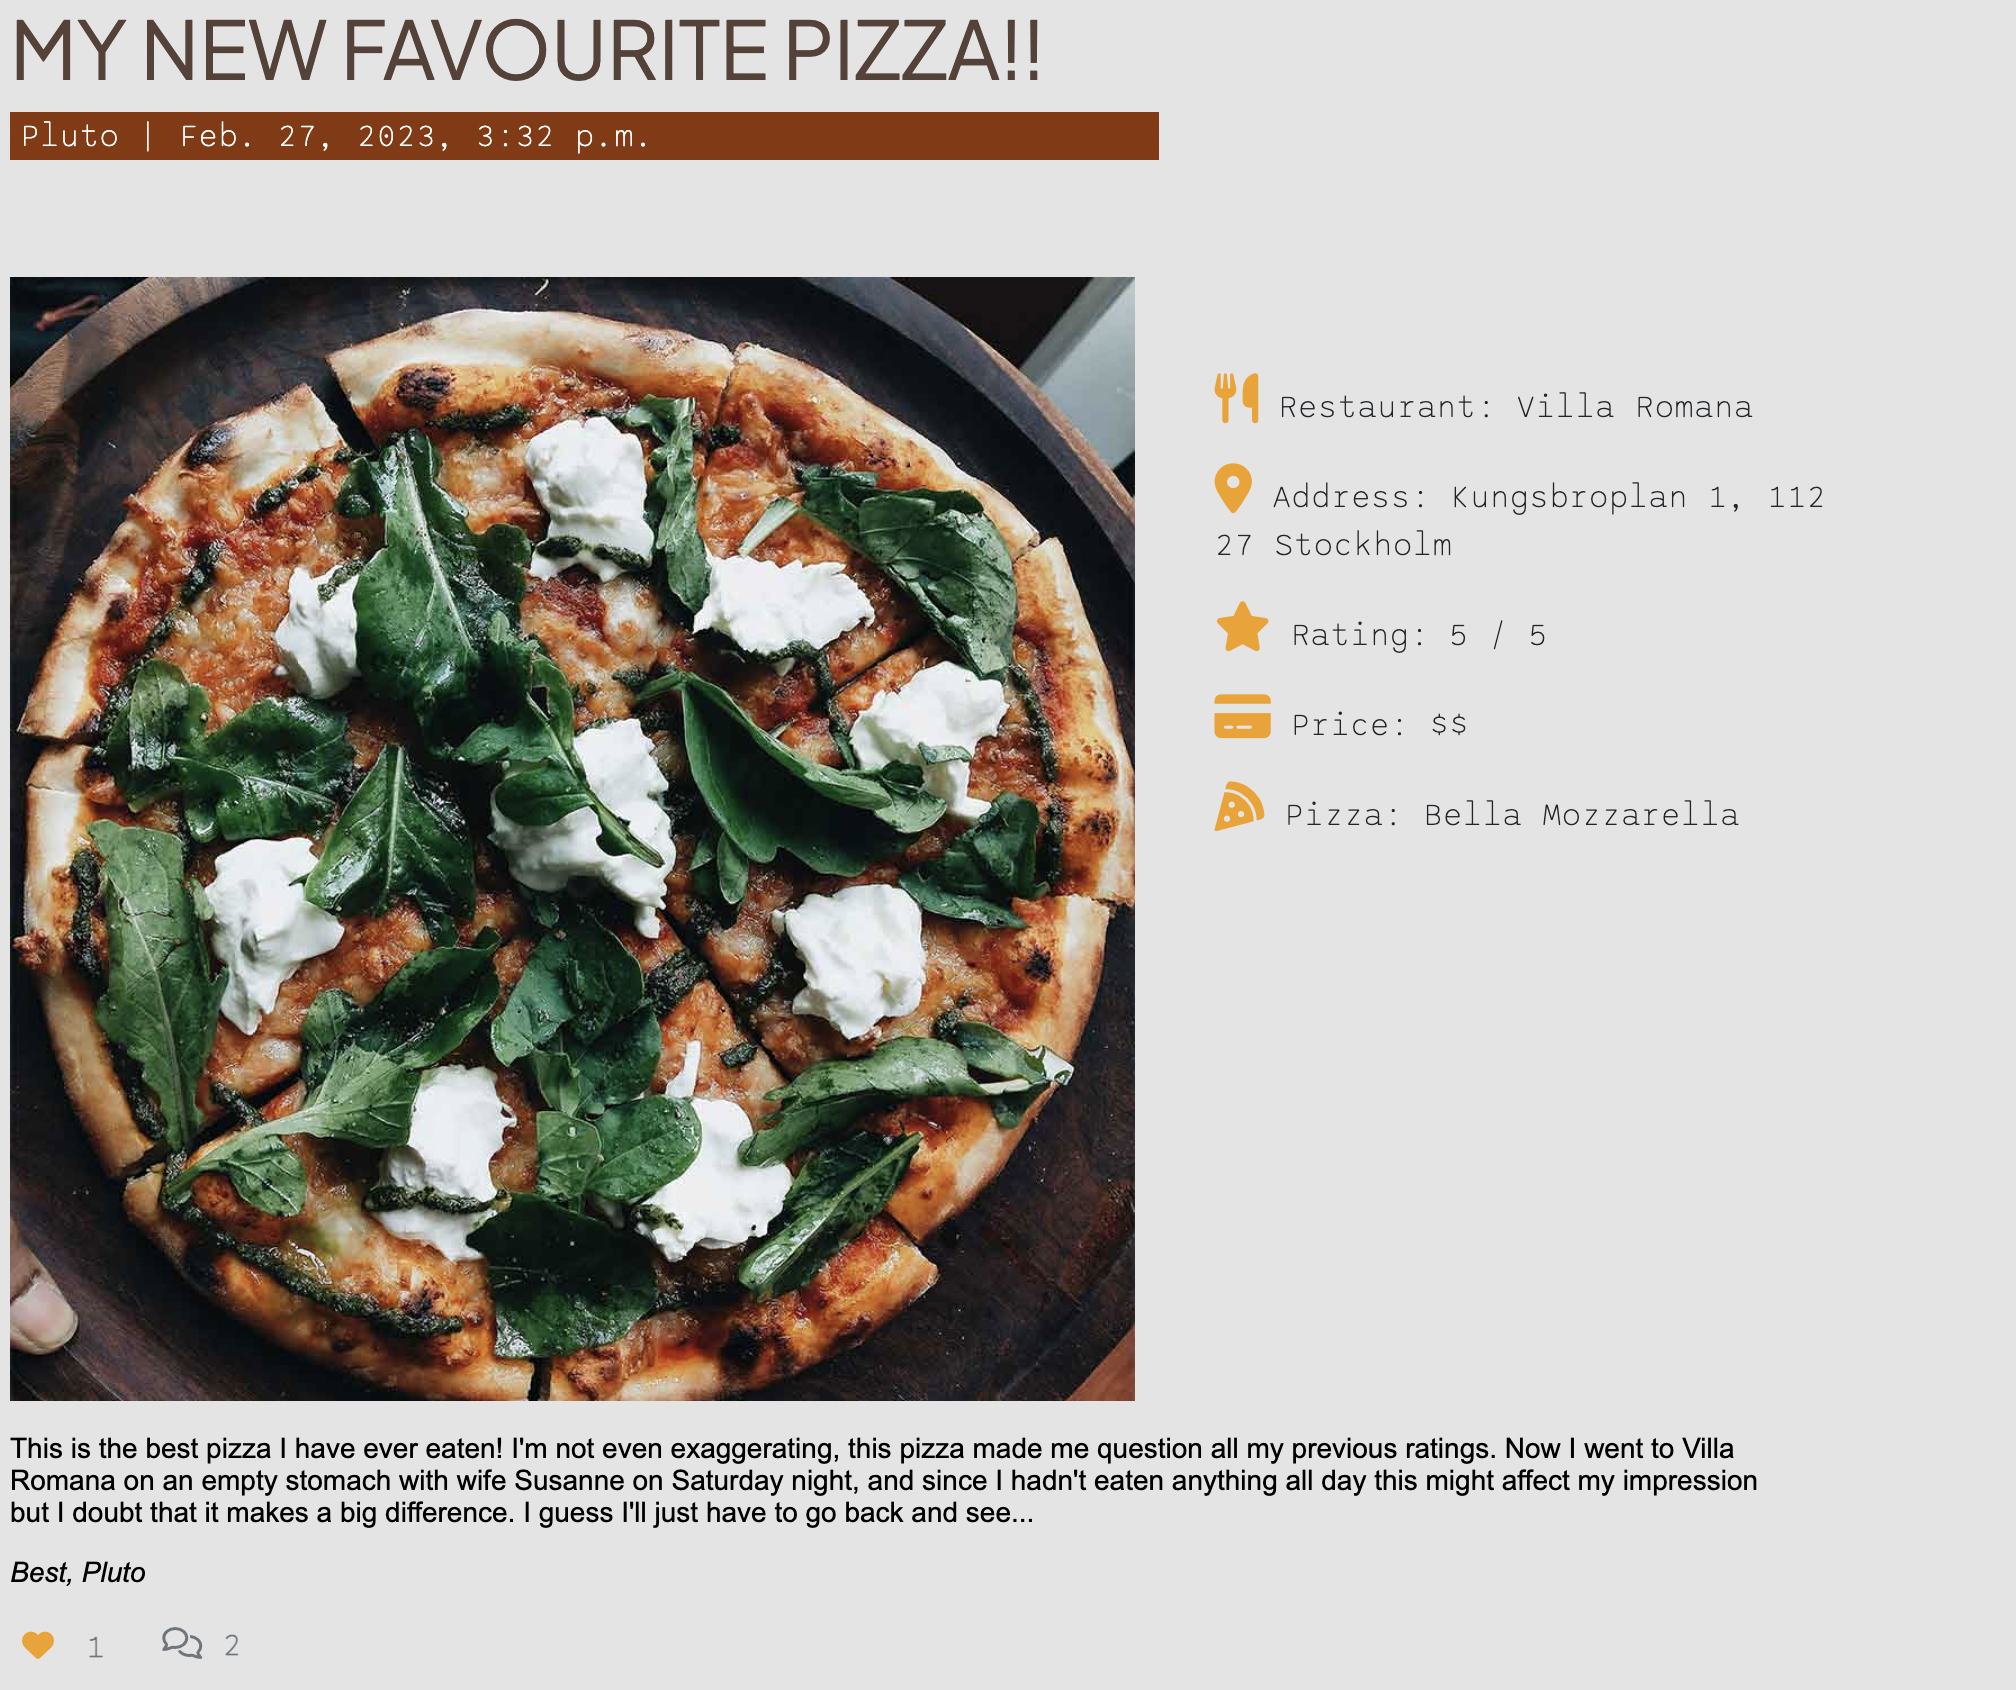 MY NEW FAVOURITE PIZZA!!
Pluto | Feb. 27, 2023, 3:32 p.m.
Restaurant: Villa Romana
Address: Kungsbroplan 1, 112
27 Stockholm
Rating: 5 / 5
Price: $$
Pizza: Bella Mozzarella
This is the best pizza I have ever eaten! I'm not even exaggerating, this pizza made me question all my previous ratings. Now I went to Villa
Romana on an empty stomach with wife Susanne on Saturday night, and since I hadn't eaten anything all day this might affect my impression
but I doubt that it makes a big difference. I guess I'll just have to go back and see...
Best, Pluto
1 2